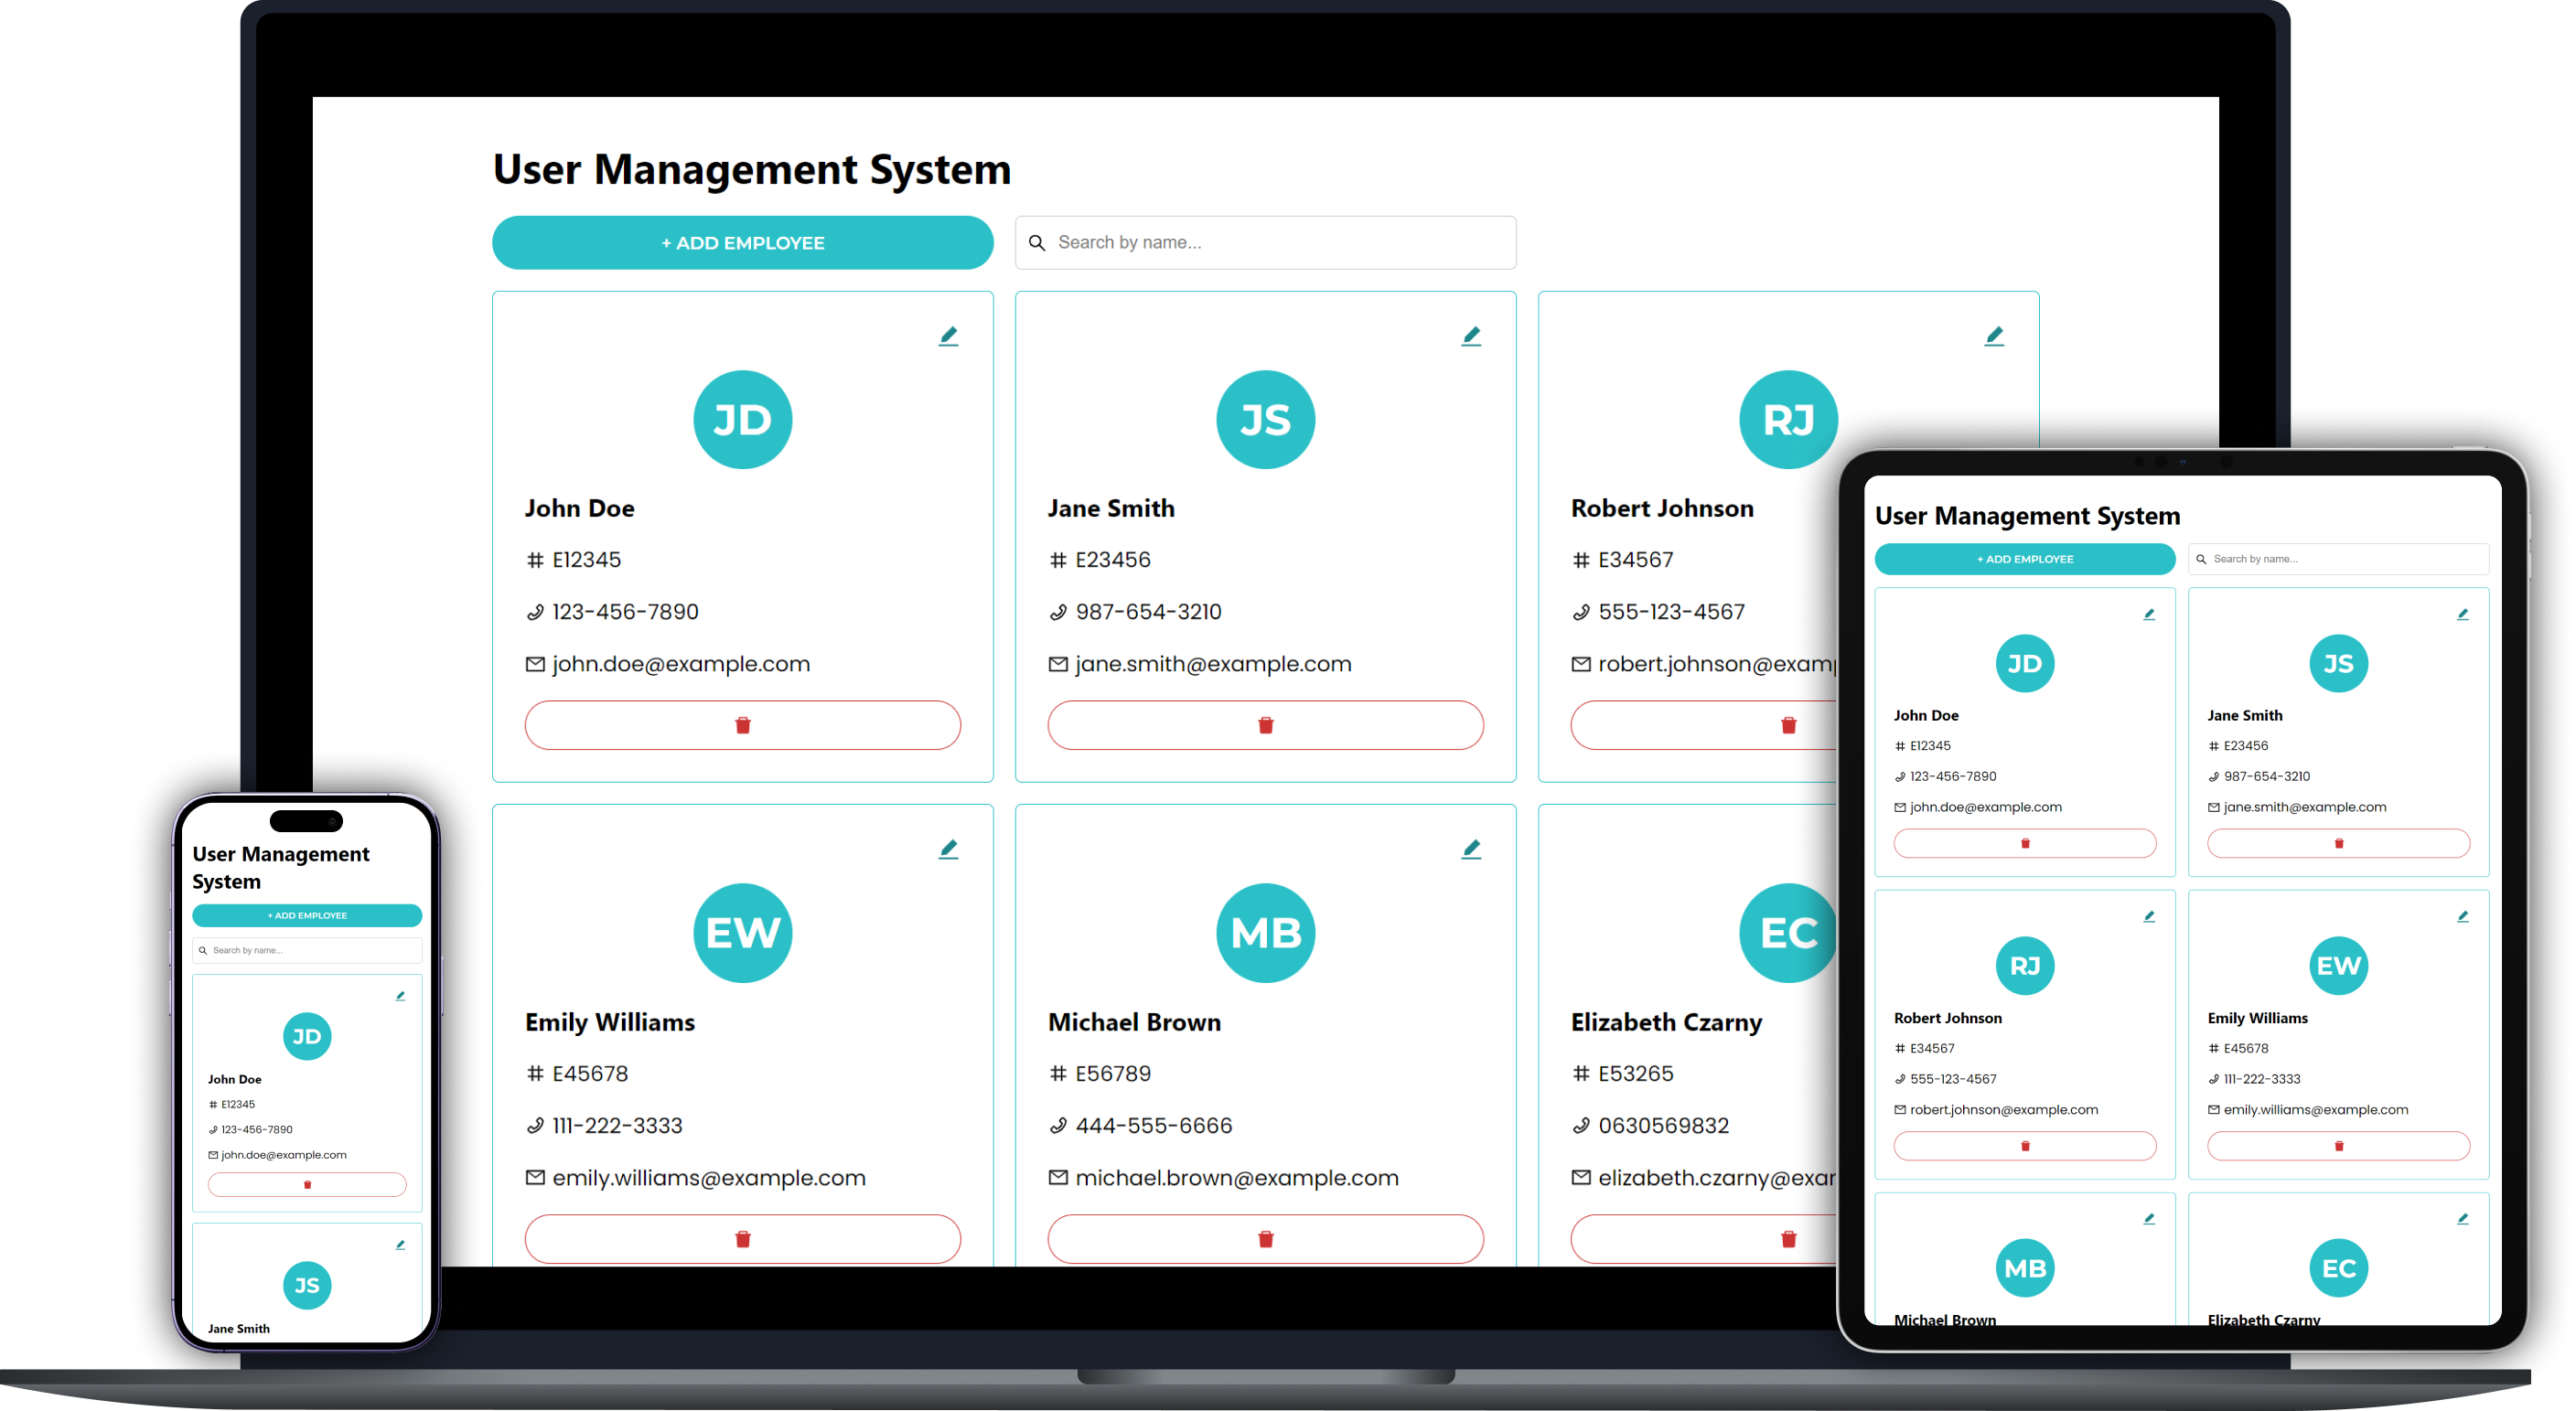 User Management System
+ ADD EMPLOYEE
Search by name...
JD
John Doe
E12345
123-456-7890
john.doe@example.com
JS
Jane Smith
E23456
987-654-3210
jane.smith@example.com
RJ
Robert Johnson
E34567
555-123-4567
robert.johnson@examp
EW
Emily Williams
E45678
111-222-3333
emily.williams@example.com
MB
Michael Brown
E56789
444-555-6666
michael.brown@example.com
EC
Elizabeth Czarny
E53265
0630569832
elizabeth.czarny@exar
User Management
System
+ ADD EMPLOYEE
Search by name...
JD
John Doe
E12345
123-456-7890
john.doe@example.com
JS
Jane Smith
User Management System
+ ADD EMPLOYEE
Search by name...
JD
John Doe
E12345
123-456-7890
john.doe@example.com
JS
Jane Smith
E23456
987-654-3210
jane.smith@example.com
RJ
Robert Johnson
E34567
555-123-4567
robert.johnson@example.com
EW
Emily Williams
E45678
111-222-3333
emily.williams@example.com
MB
Michael Brown
EC
Elizabeth Czarny